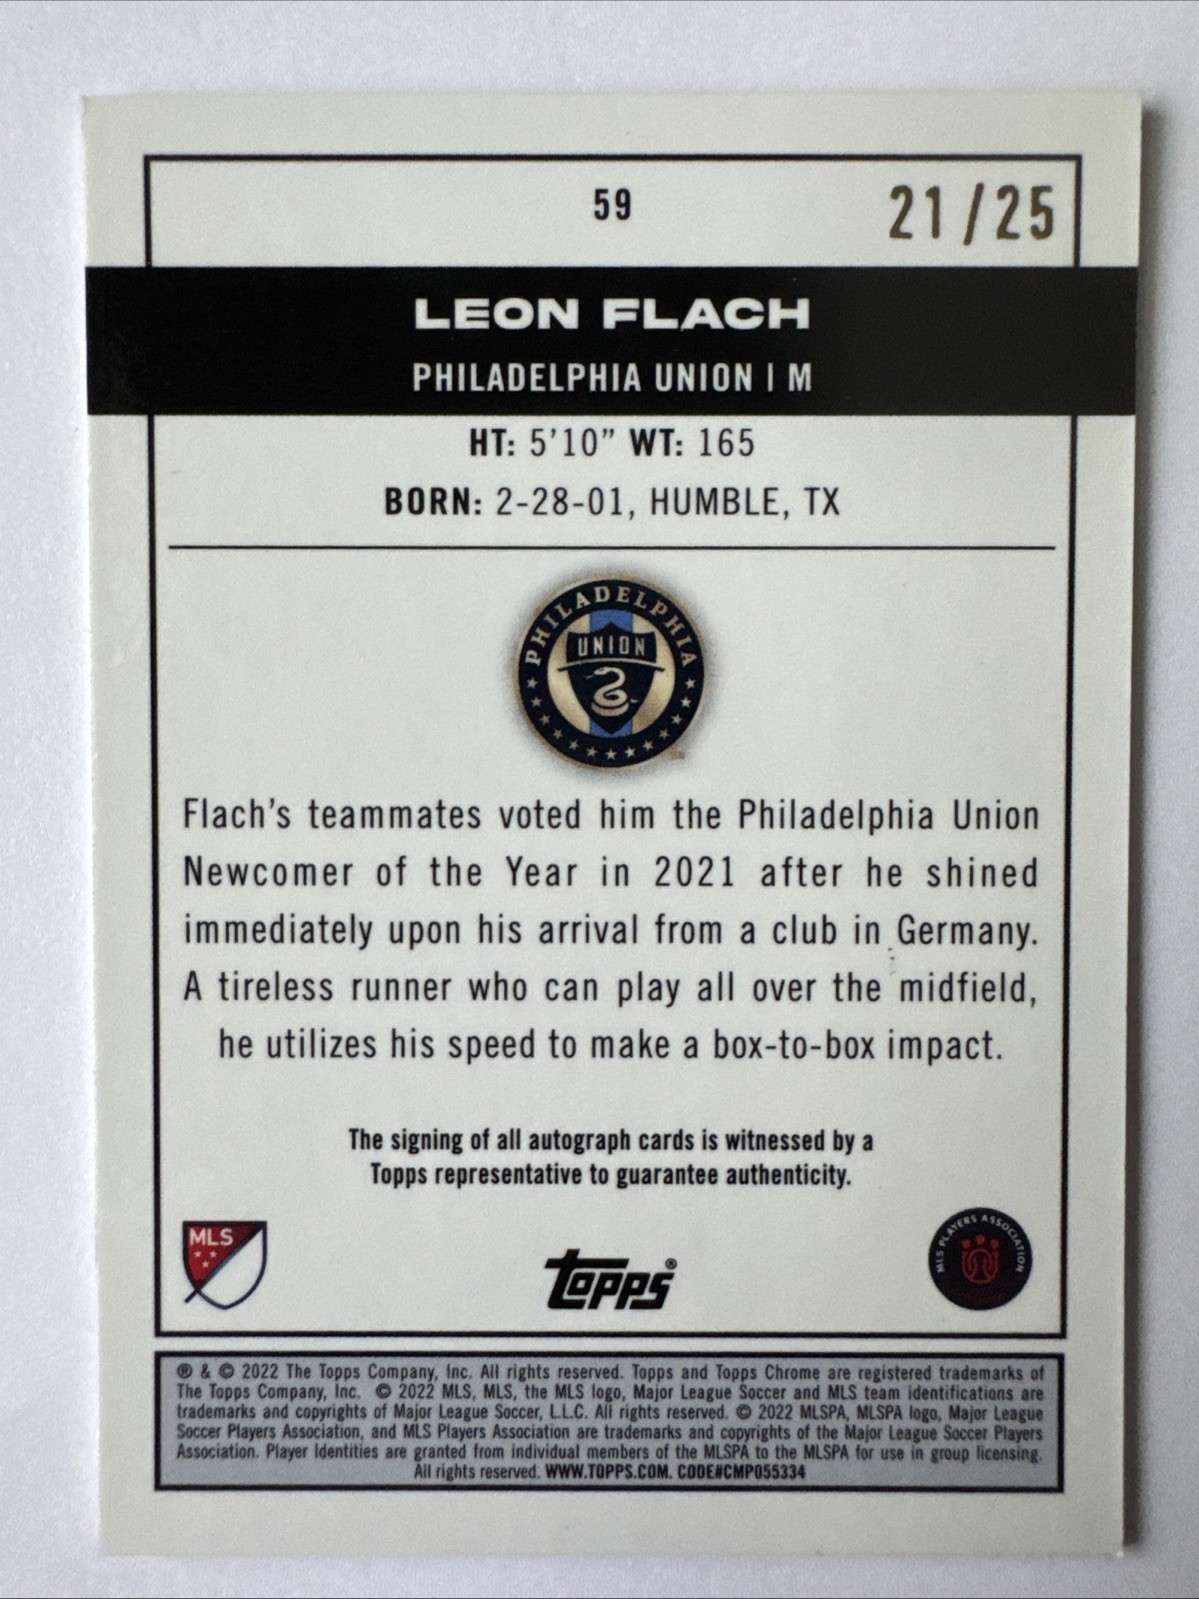 59
21/25
LEON FLACH
PHILADELPHIA UNION | M
HT: 5'10” WT: 165
BORN: 2-28-01, HUMBLE, TX
PHILADELPHIA
UNION
Flach's teammates voted him the Philadelphia Union
Newcomer of the Year in 2021 after he shined
immediately upon his arrival from a club in Germany.
A tireless runner who can play all over the midfield,
he utilizes his speed to make a box-to-box impact.
The signing of all autograph cards is witnessed by a
Topps representative to guarantee authenticity.
MLS
topps®
MLS PLAYERS ASSOCIATION
® & © 2022 The Topps Company, Inc. All rights reserved. Topps and Topps Chrome are registered trademarks of
The Topps Company, Inc. © 2022 MLS, MLS, the MLS logo, Major League Soccer and MLS team identifications are
trademarks and copyrights of Major League Soccer, L.L.C. All rights reserved. © 2022 MLSPA, MLSPA logo, Major League
Soccer Players Association, and MLS Players Association are trademarks and copyrights of the Major League Soccer Players
Association. Player Identities are granted from individual members of the MLSPA to the MLSPA for use in group licensing.
All rights reserved. WWW.TOPPS.COM. CODE#CMP055334